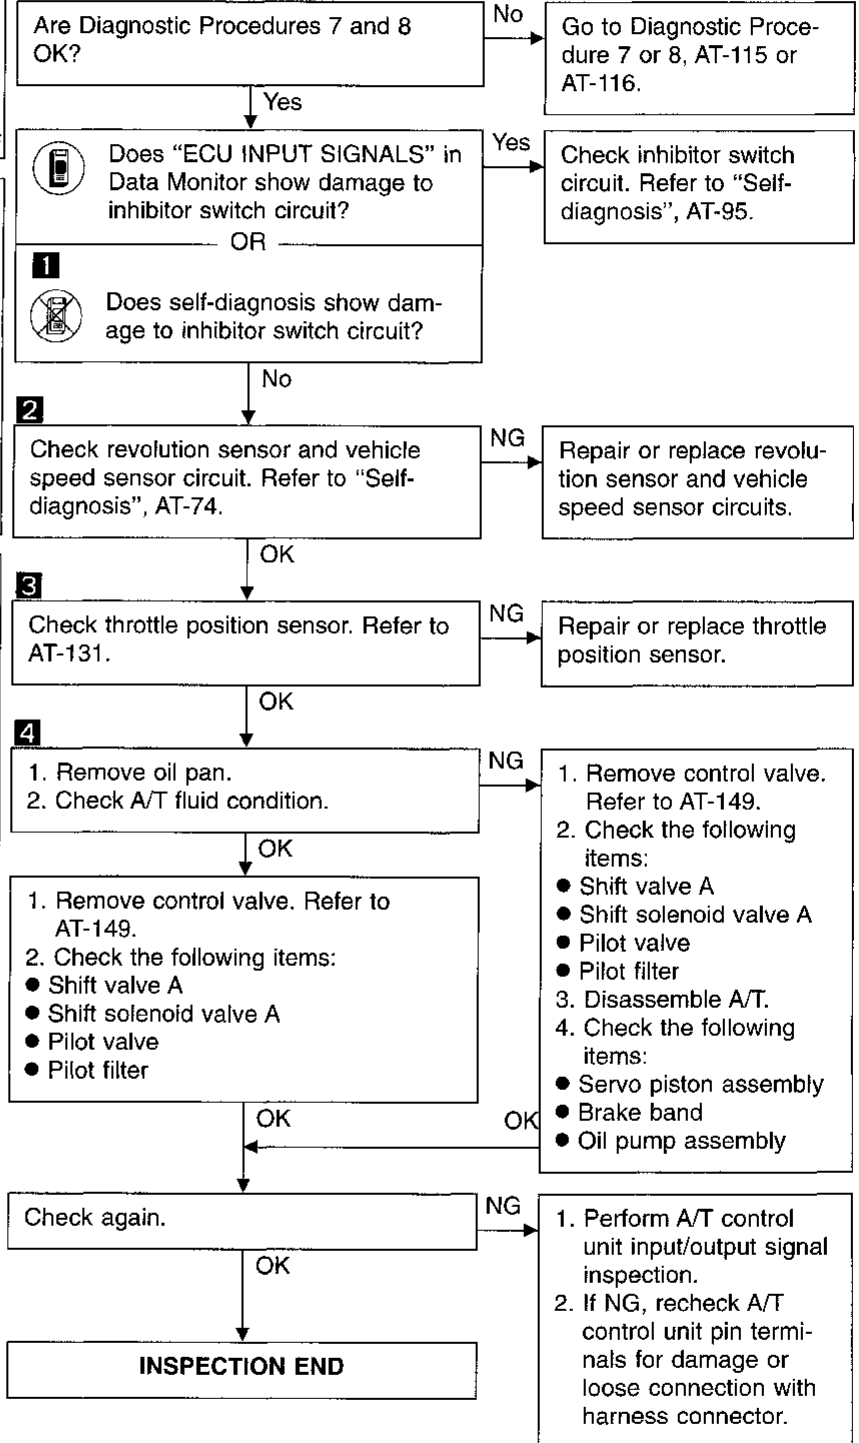 Are Diagnostic Procedures 7 and 8
OK?
No
Go to Diagnostic Proce-
dure 7 or 8, AT-115 or
AT-116.
Yes
Does “ECU INPUT SIGNALS” in
Data Monitor show damage to
inhibitor switch circuit?
Yes
Check inhibitor switch
circuit. Refer to “Self-
diagnosis”, AT-95.
OR
1
Does self-diagnosis show dam-
age to inhibitor switch circuit?
No
2
Check revolution sensor and vehicle
speed sensor circuit. Refer to “Self-
diagnosis”, AT-74.
NG
Repair or replace revolu-
tion sensor and vehicle
speed sensor circuits.
OK
3
Check throttle position sensor. Refer to
AT-131.
NG
Repair or replace throttle
position sensor.
OK
4
1. Remove oil pan.
2. Check A/T fluid condition.
NG
1. Remove control valve.
Refer to AT-149.
2. Check the following
items:
● Shift valve A
● Shift solenoid valve A
● Pilot valve
● Pilot filter
3. Disassemble A/T.
4. Check the following
items:
● Servo piston assembly
● Brake band
● Oil pump assembly
OK
1. Remove control valve. Refer to
AT-149.
2. Check the following items:
● Shift valve A
● Shift solenoid valve A
● Pilot valve
● Pilot filter
OK
OK
Check again.
NG
1. Perform A/T control
unit input/output signal
inspection.
2. If NG, recheck A/T
control unit pin termi-
nals for damage or
loose connection with
harness connector.
OK
INSPECTION END